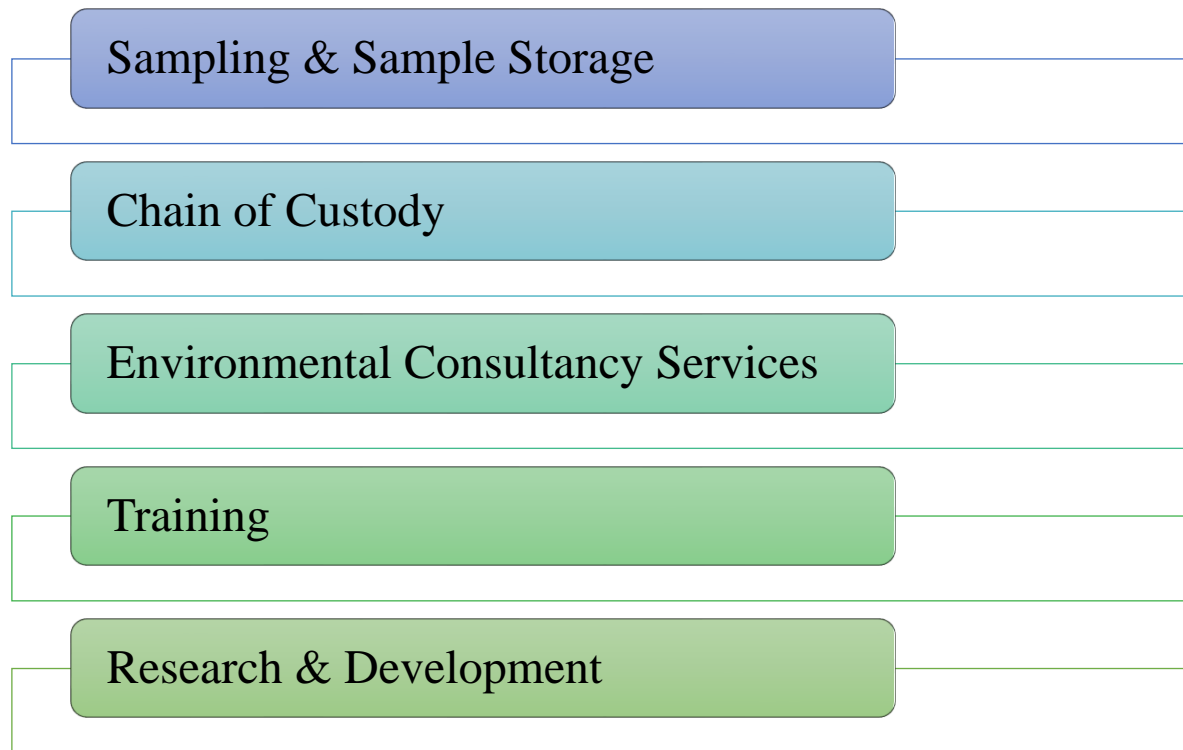 Sampling & Sample Storage
Chain of Custody
Environmental Consultancy Services
Training
Research & Development